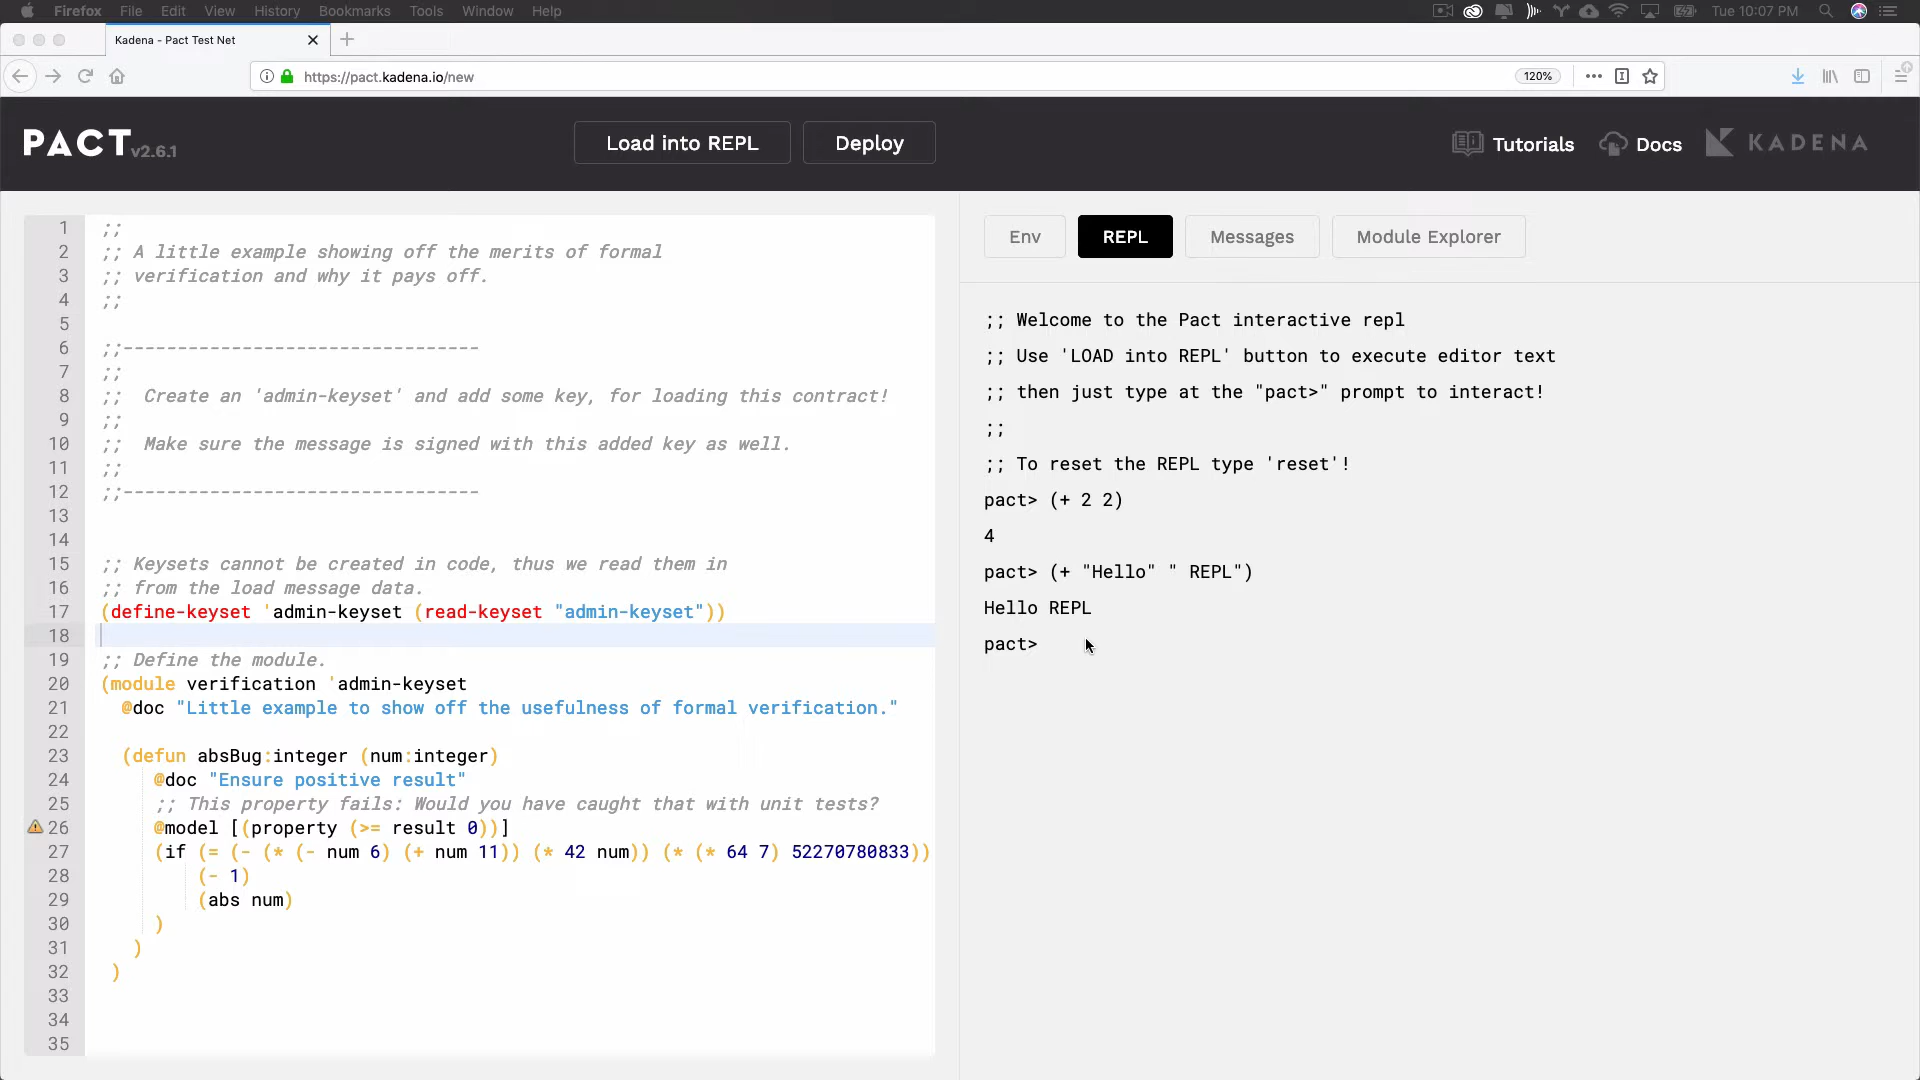 Firefox File Edit View History Bookmarks Tools Window Help Tue 10:07 PM
Kadena - Pact Test Net
https://pact.kadena.io/new 120%
PACT v2.6.1 Load into REPL Deploy Tutorials Docs KADENA
1 ;;
2 ;; A little example showing off the merits of formal
3 ;; verification and why it pays off.
4 ;;
5
6 ;;---------------------------------
7 ;;
8 ;;  Create an 'admin-keyset' and add some key, for loading this contract!
9 ;;
10 ;;  Make sure the message is signed with this added key as well.
11 ;;
12 ;;---------------------------------
13
14
15 ;; Keysets cannot be created in code, thus we read them in
16 ;; from the load message data.
17 (define-keyset 'admin-keyset (read-keyset "admin-keyset"))
18
19 ;; Define the module.
20 (module verification 'admin-keyset
21   @doc "Little example to show off the usefulness of formal verification."
22
23   (defun absBug:integer (num:integer)
24      @doc "Ensure positive result"
25      ;; This property fails: Would you have caught that with unit tests?
26      @model [(property (>= result 0))]
27      (if (= (- (* (- num 6) (+ num 11)) (* 42 num)) (* (* 64 7) 52270780833))
28          (- 1)
29          (abs num)
30      )
31    )
32  )
33
34
35
Env REPL Messages Module Explorer
;; Welcome to the Pact interactive repl
;; Use 'LOAD into REPL' button to execute editor text
;; then just type at the "pact>" prompt to interact!
;;
;; To reset the REPL type 'reset'!
pact> (+ 2 2)
4
pact> (+ "Hello" " REPL")
Hello REPL
pact>